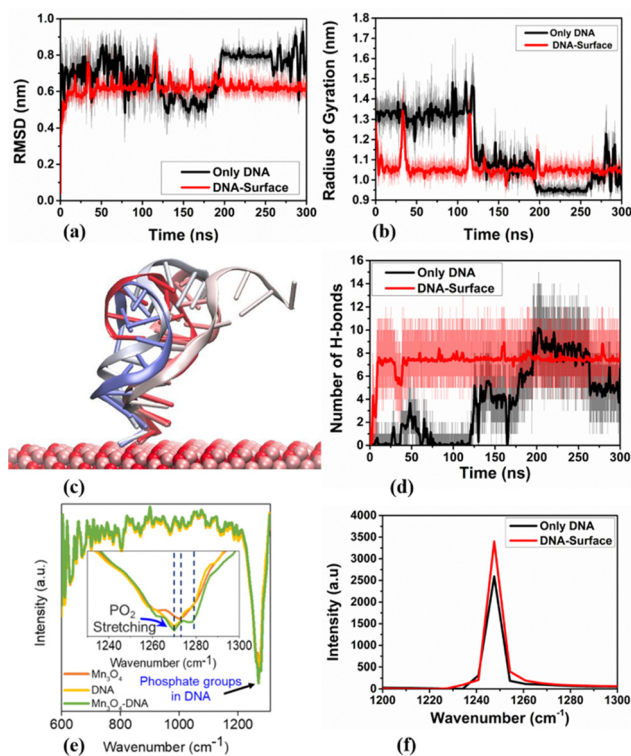 1.0
0.8
0.6
0.4
0.2
0.0
RMSD (nm)
Only DNA
DNA-Surface
0 50 100 150 200 250 300
(a)
Time (ns)
1.8
1.7
1.6
1.5
1.4
1.3
1.2
1.1
1.0
0.9
Radius of Gyration (nm)
Only DNA
DNA-Surface
0 50 100 150 200 250 300
(b)
Time (ns)
(c)
16
14
12
10
8
6
4
2
0
Number of H-bonds
Only DNA
DNA-Surface
0 50 100 150 200 250 300
(d)
Time (ns)
Intensity (a.u.)
PO₂
Stretching
1240 1260 1280 1300
Wavenumber (cm⁻¹)
Mn₃O₄
DNA
Mn₃O₄-DNA
Phosphate groups
in DNA
600 800 1000 1200
(e)
Wavenumber (cm⁻¹)
4000
3500
3000
2500
2000
1500
1000
500
0
Intensity (a.u)
Only DNA
DNA-Surface
1200 1220 1240 1260 1280 1300
Wavenumber (cm⁻¹)
(f)